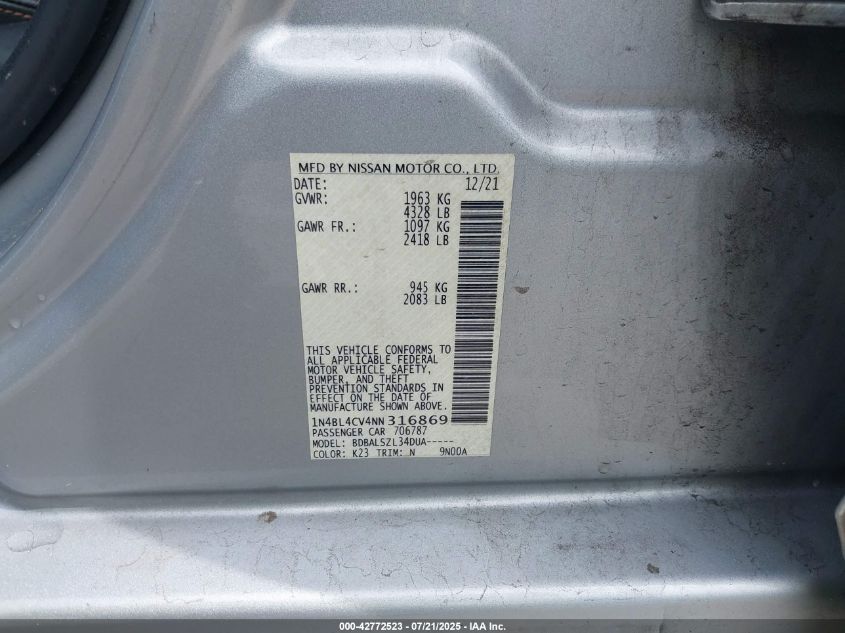 MFD BY NISSAN MOTOR CO., LTD.
DATE: 12/21
GVWR: 1963 KG
4328 LB
GAWR FR.: 1097 KG
2418 LB
GAWR RR.: 945 KG
2083 LB
THIS VEHICLE CONFORMS TO
ALL APPLICABLE FEDERAL
MOTOR VEHICLE SAFETY,
BUMPER, AND THEFT
PREVENTION STANDARDS IN
EFFECT ON THE DATE OF
MANUFACTURE SHOWN ABOVE.
1N4BL4CV4NN316869
PASSENGER CAR 706787
MODEL: BDBALSZL34DUA-----
COLOR: K23 TRIM: N 9N00A
000-42772523 - 07/21/2025 - IAA Inc.